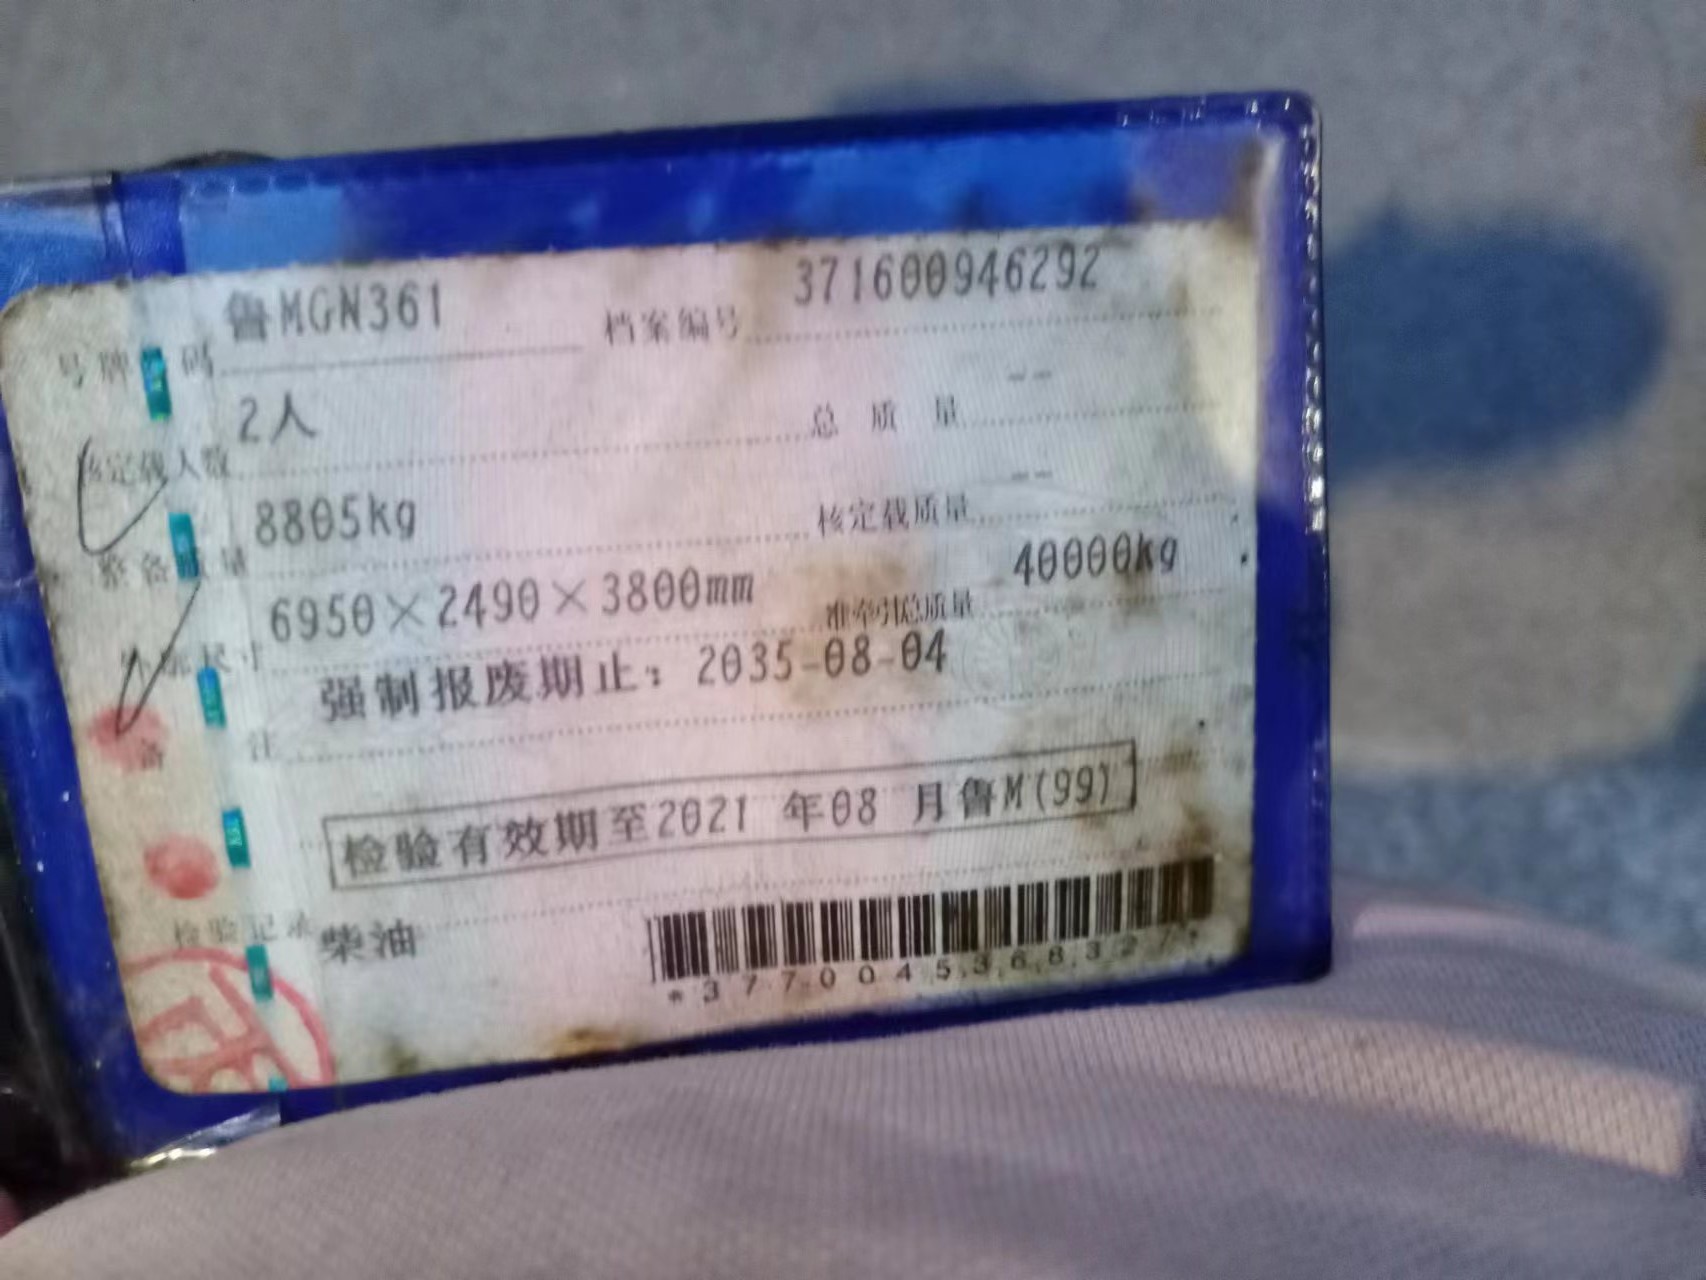 号牌号码 鲁MGN361 档案编号 371600946292
核定载人数 2人 总质量 --
整备质量 8805kg 核定载质量 --
外廓尺寸 6950×2490×3800mm 准牵引总质量 40000kg
备注 强制报废期止：2035-08-04
检验有效期至2021 年08 月鲁M(99)
检验记录 柴油
*3770045368327*